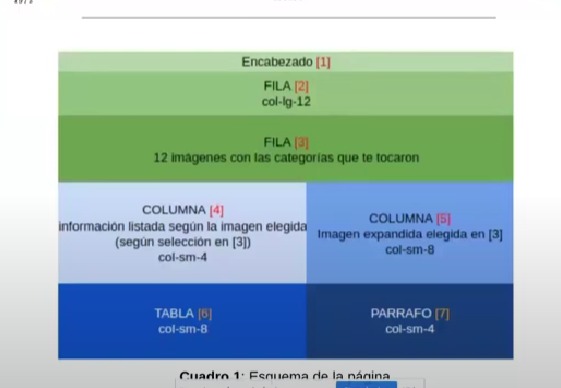 Encabezado [1]
FILA [2]
col-lg-12
FILA [3]
12 imágenes con las categorías que te tocaron
COLUMNA [4]
información listada según la imagen elegida
(según selección en [3])
col-sm-4
COLUMNA [5]
Imagen expandida elegida en [3]
col-sm-8
TABLA [6]
col-sm-8
PARRAFO [7]
col-sm-4
Cuadro 1: Esquema de la página